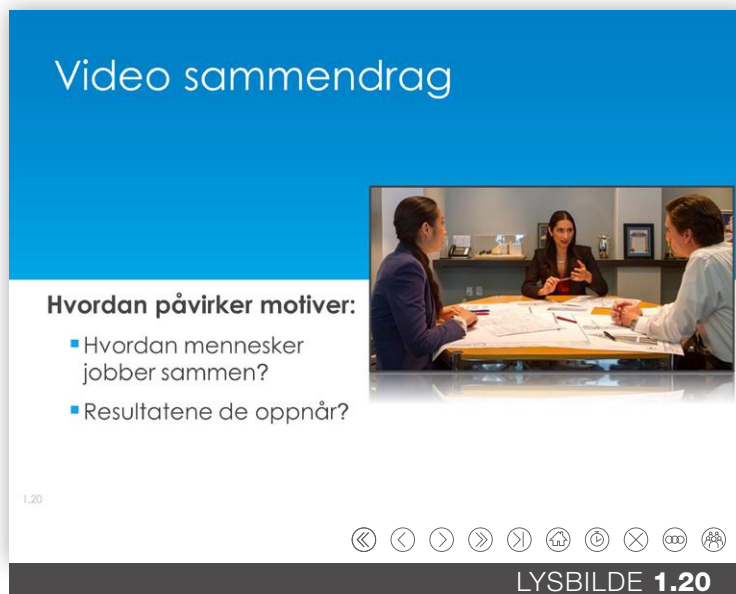 Video sammendrag
Hvordan påvirker motiver:
Hvordan mennesker
jobber sammen?
Resultatene de oppnår?
1.20
LYSBILDE 1.20